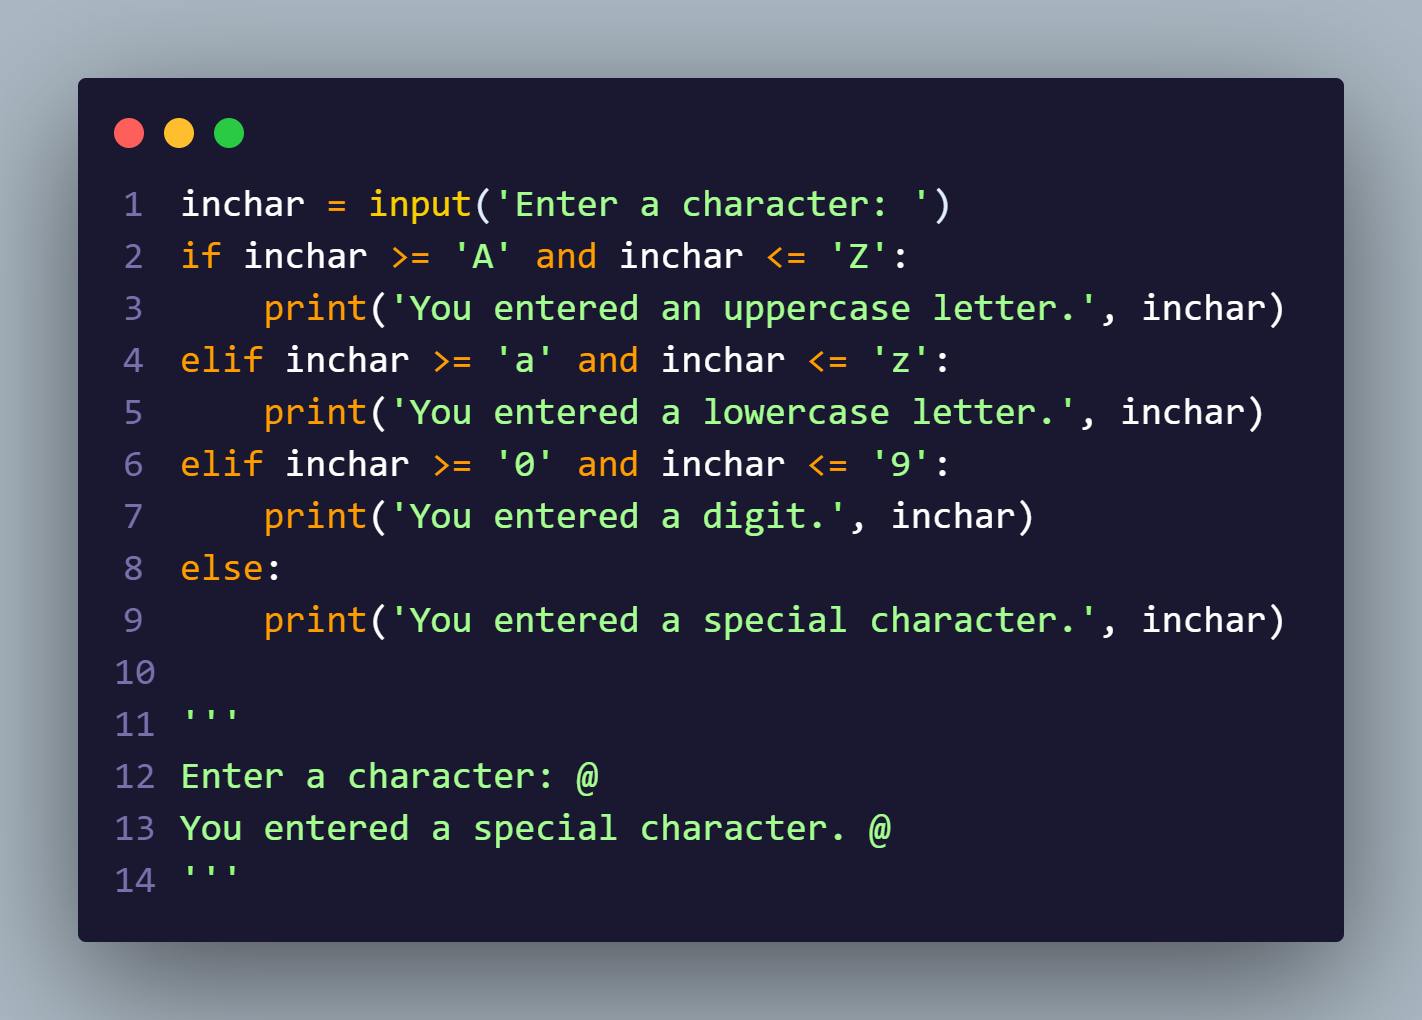 1 inchar = input('Enter a character: ')
2 if inchar >= 'A' and inchar <= 'Z':
3     print('You entered an uppercase letter.', inchar)
4 elif inchar >= 'a' and inchar <= 'z':
5     print('You entered a lowercase letter.', inchar)
6 elif inchar >= '0' and inchar <= '9':
7     print('You entered a digit.', inchar)
8 else:
9     print('You entered a special character.', inchar)
10
11 '''
12 Enter a character: @
13 You entered a special character. @
14 '''